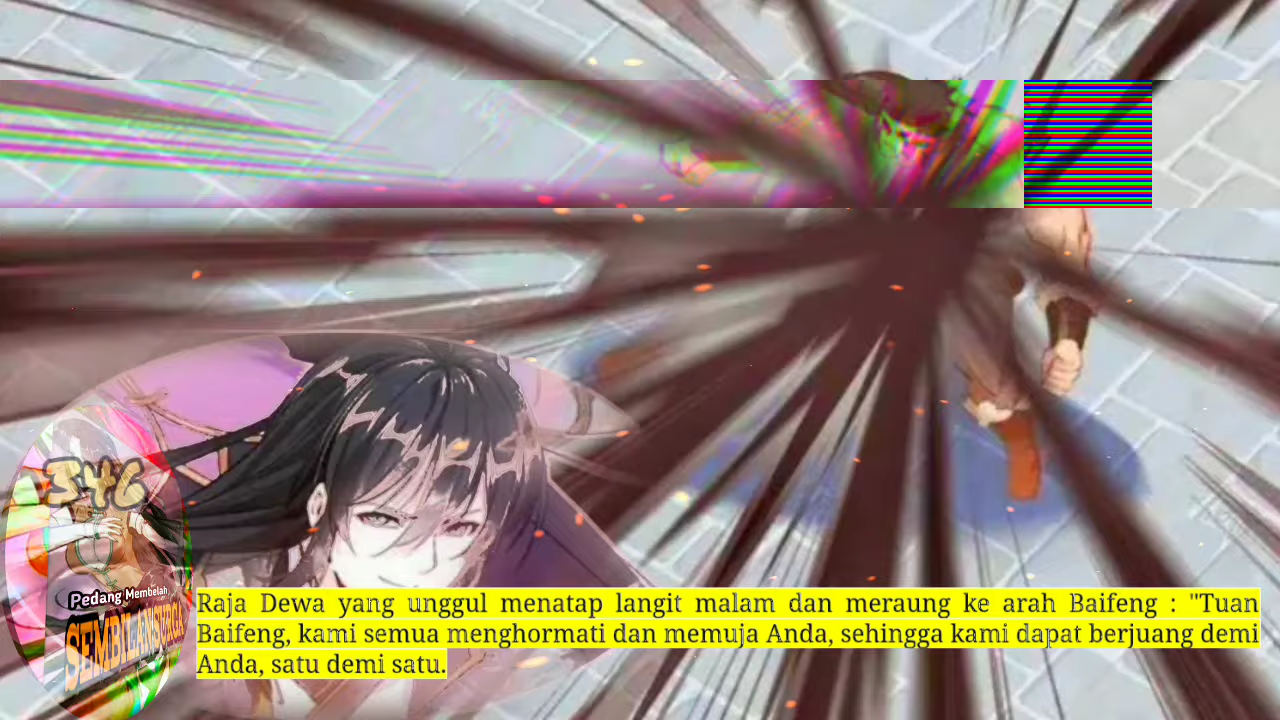 346
Pedang Membelah
SEMBILAN SURGA
Raja Dewa yang unggul menatap langit malam dan meraung ke arah Baifeng : "Tuan
Baifeng, kami semua menghormati dan memuja Anda, sehingga kami dapat berjuang demi
Anda, satu demi satu.